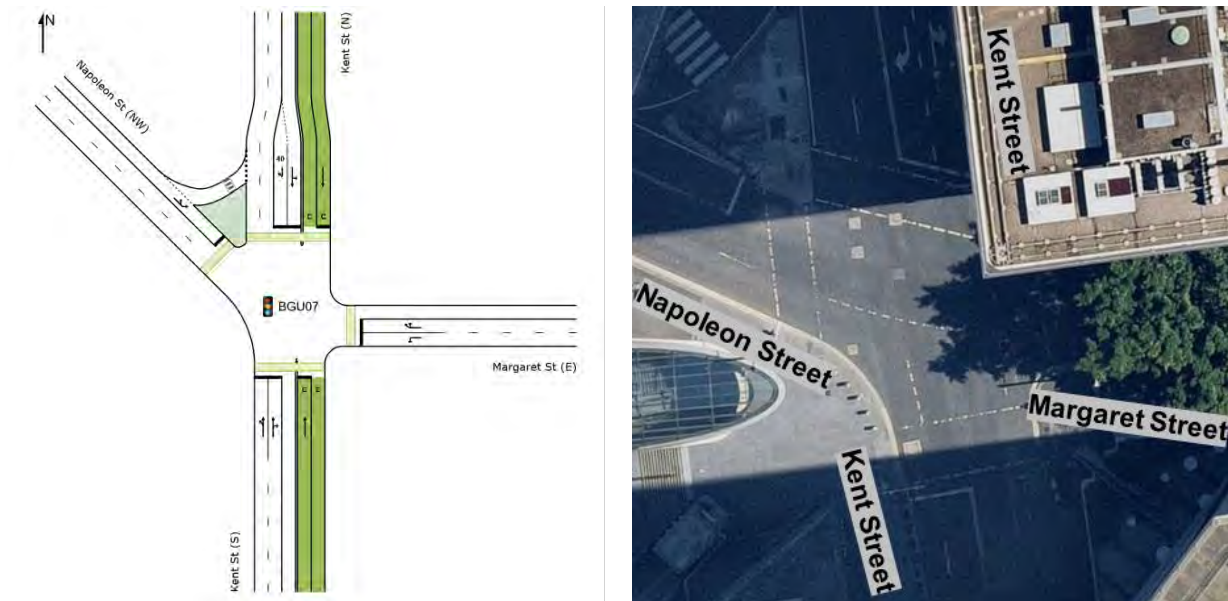 N
Napoleon St (NW)
Kent St (N)
40
BGU07
Margaret St (E)
Kent St (S)
Kent Street
Napoleon Street
Margaret Street
Kent Street